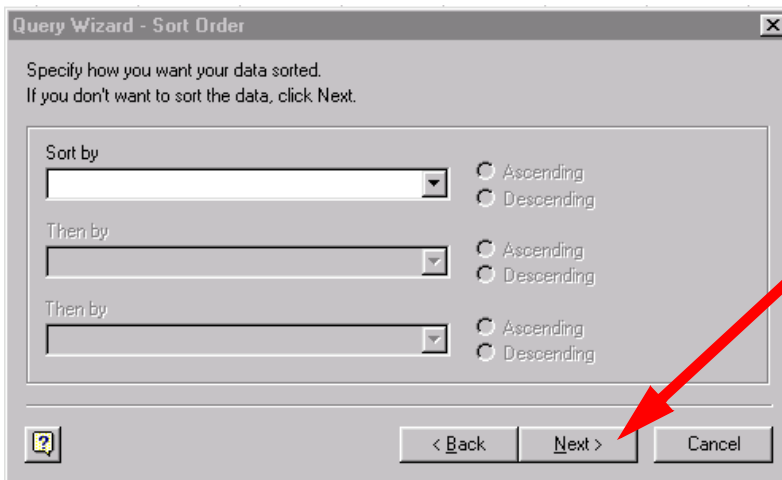 Query Wizard - Sort Order
Specify how you want your data sorted.
If you don't want to sort the data, click Next.
Sort by
Ascending
Descending
Then by
Ascending
Descending
Then by
Ascending
Descending
< Back
Next >
Cancel